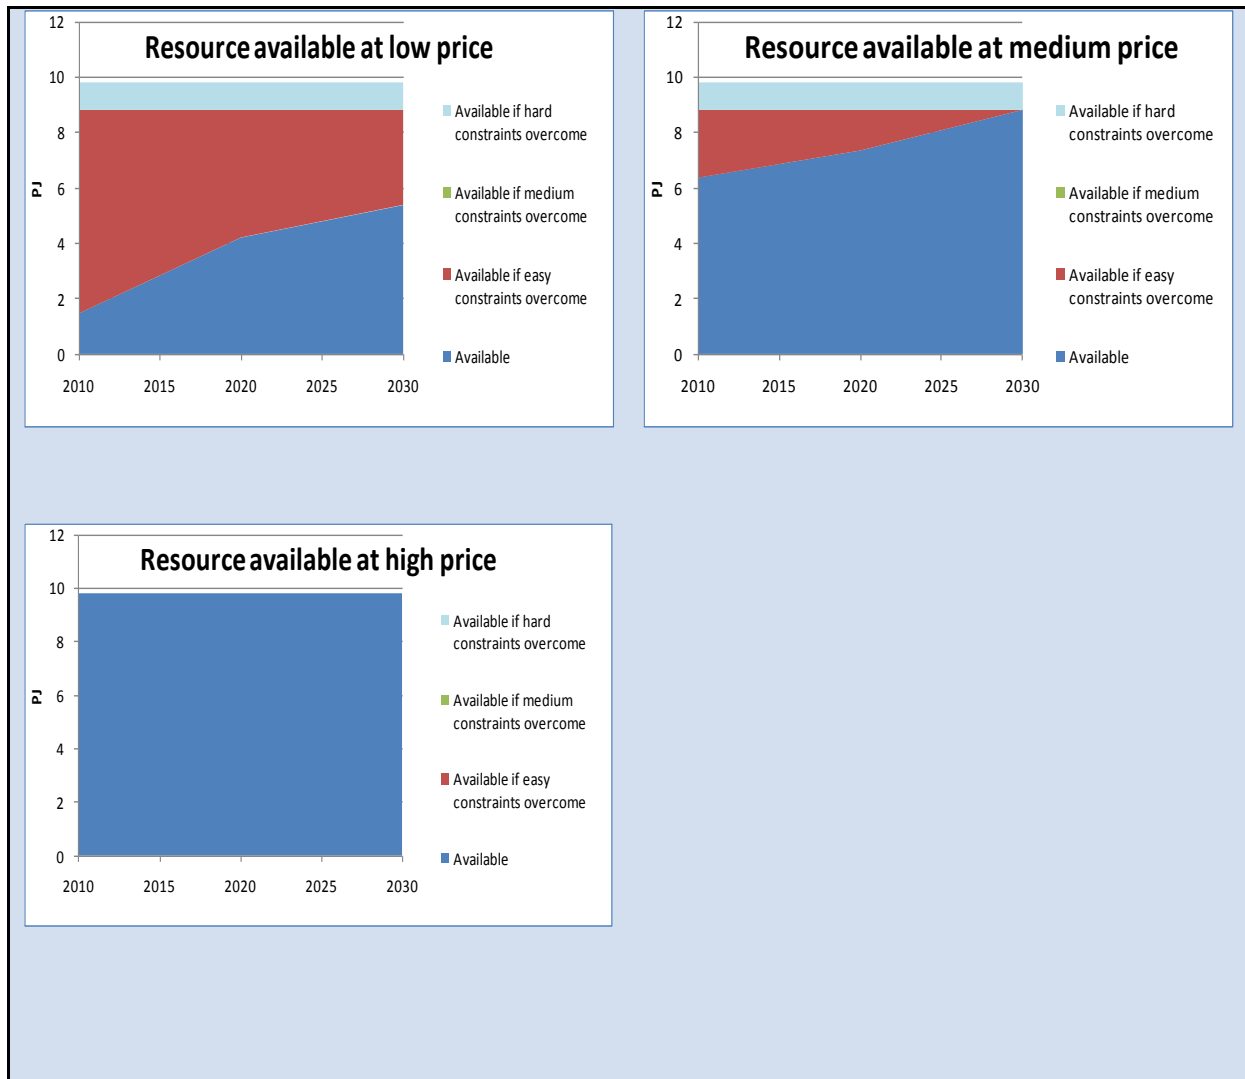 Resource available at low price
12
10
8
6
4
2
0
PJ
2010 2015 2020 2025 2030
Available if hard
constraints overcome
Available if medium
constraints overcome
Available if easy
constraints overcome
Available
Resource available at medium price
12
10
8
6
4
2
0
PJ
2010 2015 2020 2025 2030
Available if hard
constraints overcome
Available if medium
constraints overcome
Available if easy
constraints overcome
Available
Resource available at high price
12
10
8
6
4
2
0
PJ
2010 2015 2020 2025 2030
Available if hard
constraints overcome
Available if medium
constraints overcome
Available if easy
constraints overcome
Available